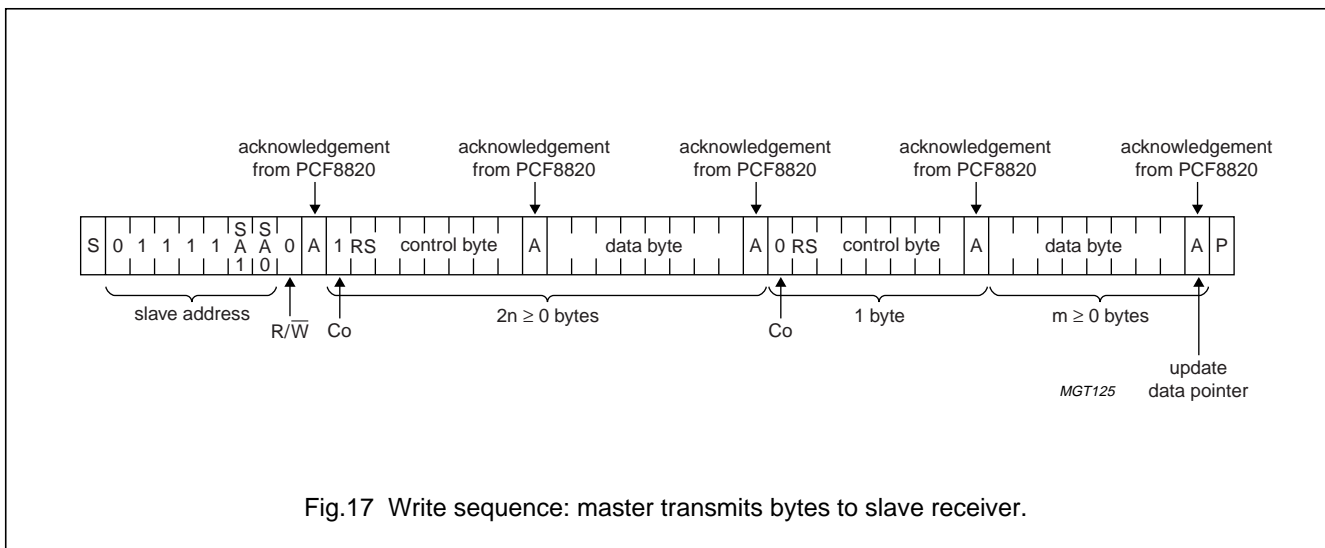 acknowledgement from PCF8820
acknowledgement from PCF8820
acknowledgement from PCF8820
acknowledgement from PCF8820
acknowledgement from PCF8820
S 0 1 1 1 1 SA1 SA0 0 A 1 RS control byte A data byte A 0 RS control byte A data byte A P
slave address
R/W̅
Co
2n ≥ 0 bytes
Co
1 byte
m ≥ 0 bytes
update
data pointer
MGT125
Fig.17 Write sequence: master transmits bytes to slave receiver.